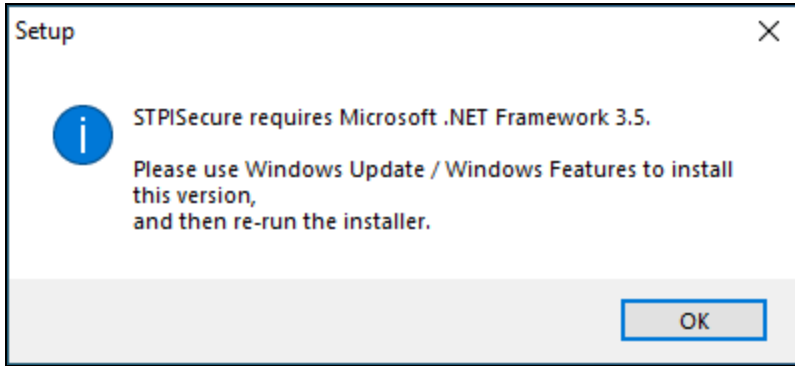 Setup
STPISecure requires Microsoft .NET Framework 3.5.
Please use Windows Update / Windows Features to install
this version,
and then re-run the installer.
OK